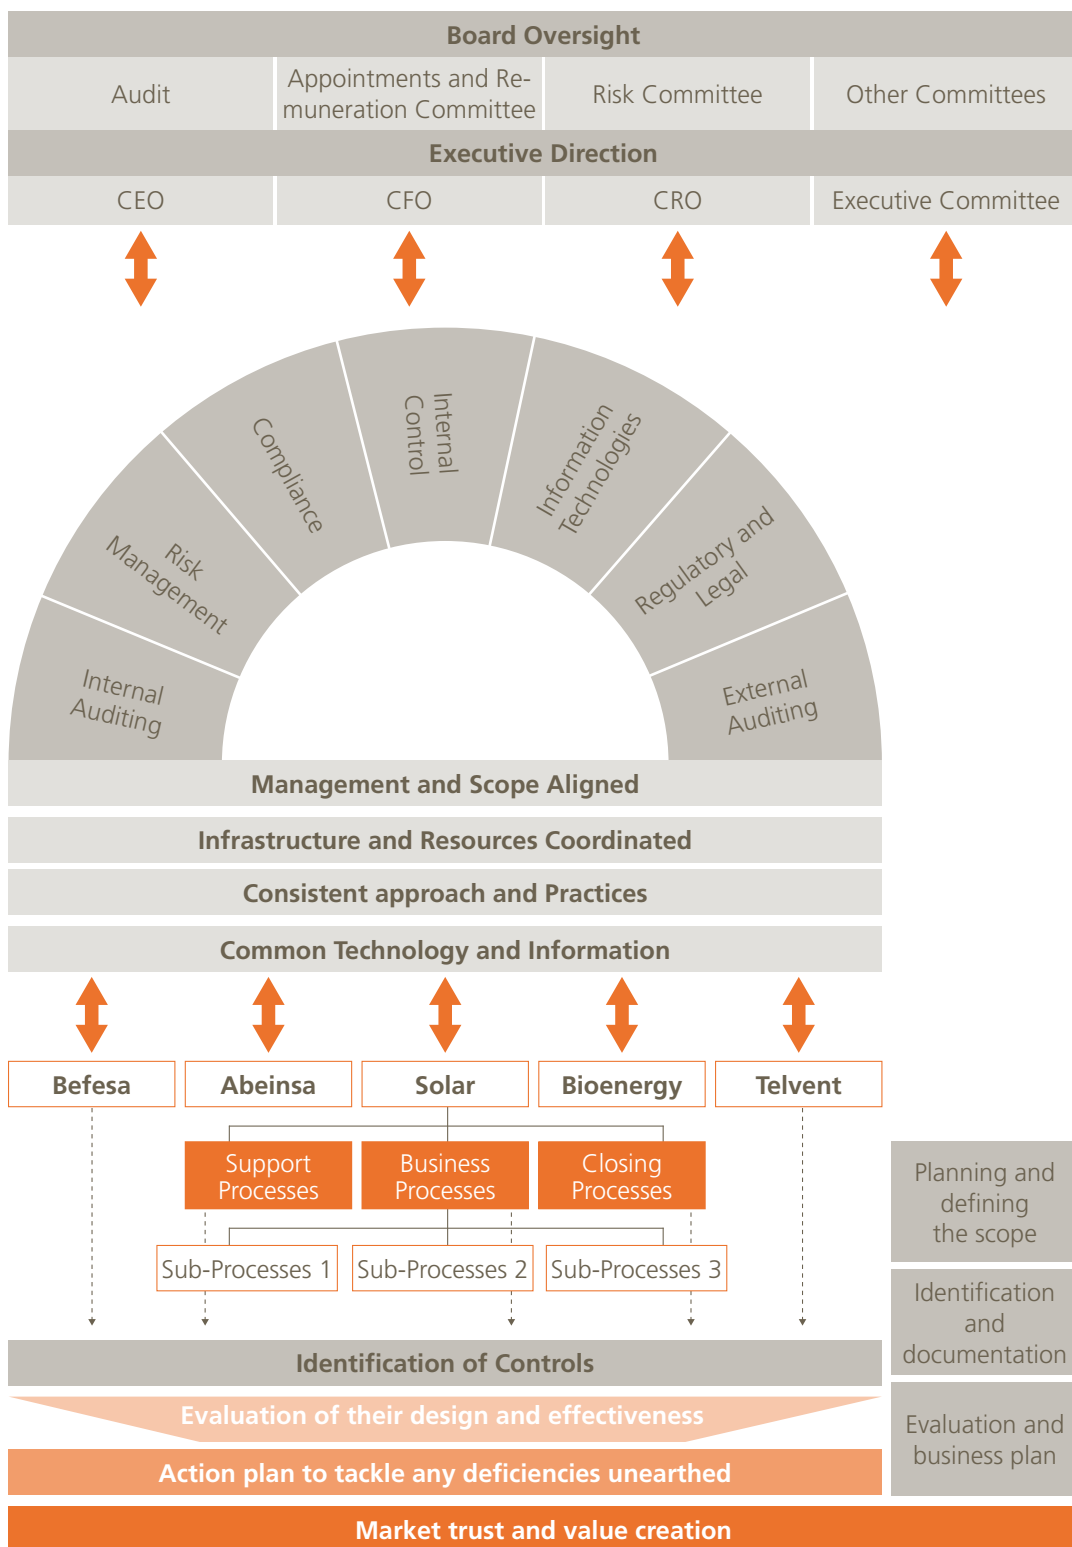 Board Oversight
Audit
Appointments and Re-
muneration Committee
Risk Committee
Other Committees
Executive Direction
CEO
CFO
CRO
Executive Committee
Internal
Auditing
Risk
Management
Compliance
Internal
Control
Information
Technologies
Regulatory and
Legal
External
Auditing
Management and Scope Aligned
Infrastructure and Resources Coordinated
Consistent approach and Practices
Common Technology and Information
Befesa
Abeinsa
Solar
Bioenergy
Telvent
Support
Processes
Business
Processes
Closing
Processes
Sub-Processes 1
Sub-Processes 2
Sub-Processes 3
Planning and
defining
the scope
Identification
and
documentation
Evaluation and
business plan
Identification of Controls
Evaluation of their design and effectiveness
Action plan to tackle any deficiencies unearthed
Market trust and value creation